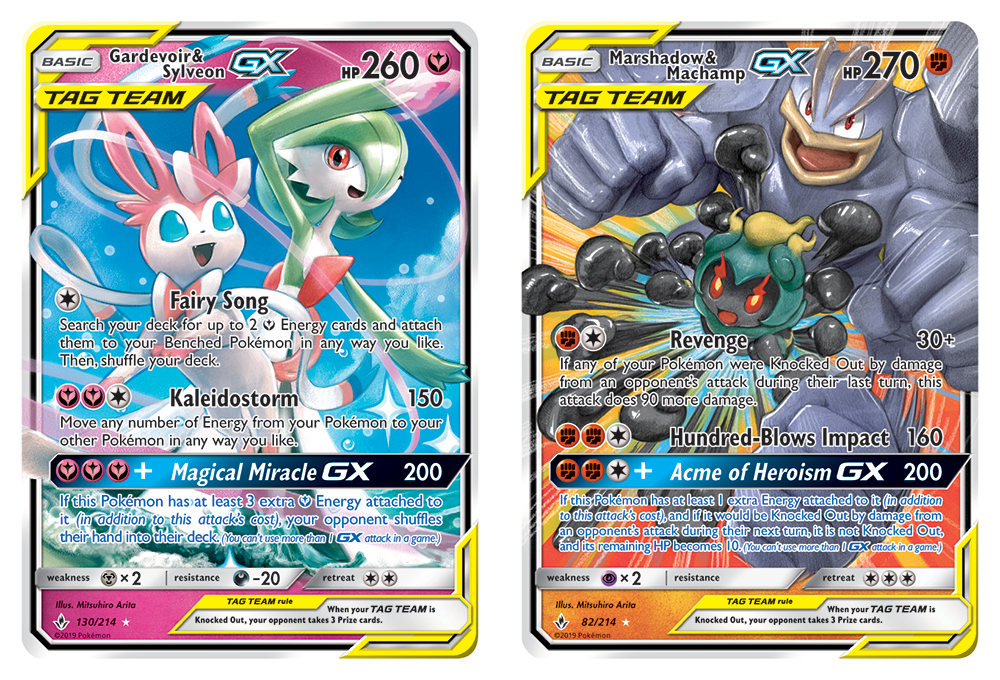 BASIC
Gardevoir&
Sylveon GX
HP 260
TAG TEAM
Fairy Song
Search your deck for up to 2 Energy cards and attach
them to your Benched Pokémon in any way you like.
Then, shuffle your deck.
Kaleidostorm 150
Move any number of Energy from your Pokémon to your
other Pokémon in any way you like.
+ Magical Miracle GX 200
If this Pokémon has at least 3 extra Energy attached to
it (in addition to this attack's cost), your opponent shuffles
their hand into their deck. (You can't use more than 1 GX attack in a game.)
weakness ×2 resistance -20 retreat
Illus. Mitsuhiro Arita
TAG TEAM rule
When your TAG TEAM is
Knocked Out, your opponent takes 3 Prize cards.
130/214
©2019 Pokémon
BASIC
Marshadow&
Machamp GX
HP 270
TAG TEAM
Revenge 30+
If any of your Pokémon were Knocked Out by damage
from an opponent's attack during their last turn, this
attack does 90 more damage.
Hundred-Blows Impact 160
+ Acme of Heroism GX 200
If this Pokémon has at least 1 extra Energy attached to it (in addition
to this attack's cost), and if it would be Knocked Out by damage from
an opponent's attack during their next turn, it is not Knocked Out,
and its remaining HP becomes 10. (You can't use more than 1 GX attack in a game.)
weakness ×2 resistance retreat
Illus. Mitsuhiro Arita
TAG TEAM rule
When your TAG TEAM is
Knocked Out, your opponent takes 3 Prize cards.
82/214
©2019 Pokémon